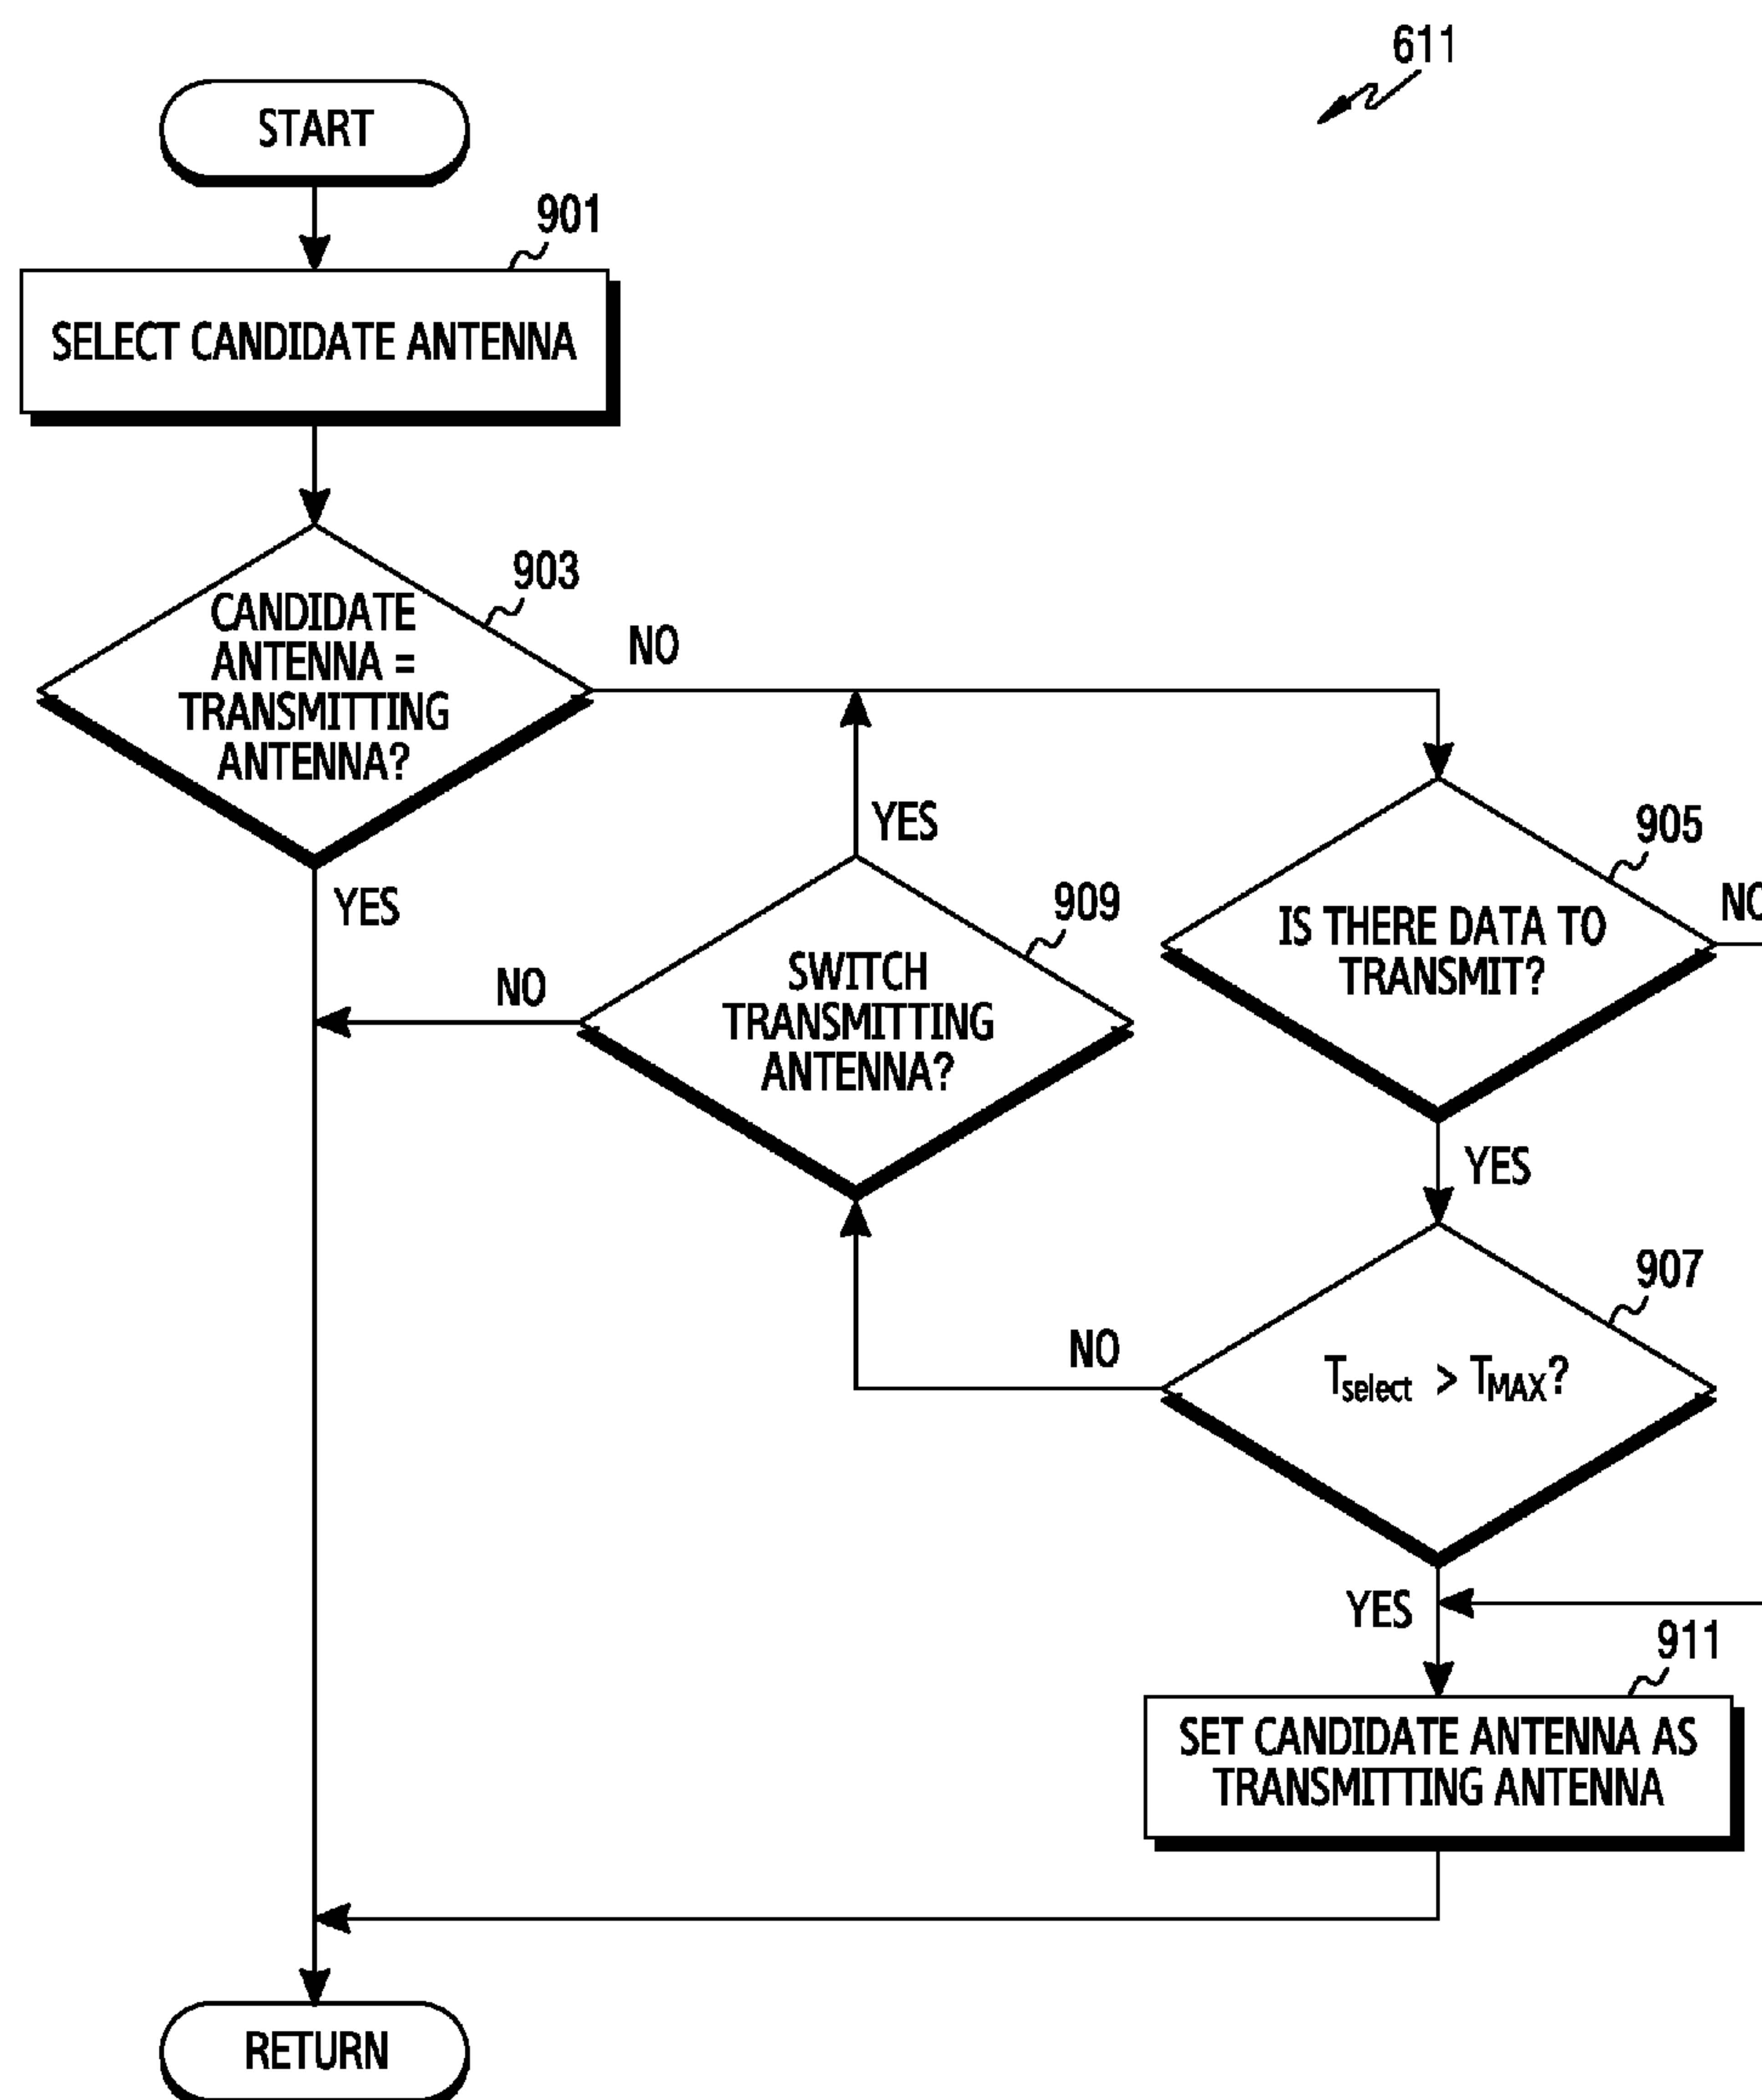 611
START
901
SELECT CANDIDATE ANTENNA
903
CANDIDATE
ANTENNA =
TRANSMITTING
ANTENNA?
NO
YES
YES
909
SWITCH
TRANSMITTING
ANTENNA?
NO
905
IS THERE DATA TO
TRANSMIT?
NO
YES
907
Tselect > TMAX?
NO
YES
911
SET CANDIDATE ANTENNA AS
TRANSMITTING ANTENNA
RETURN